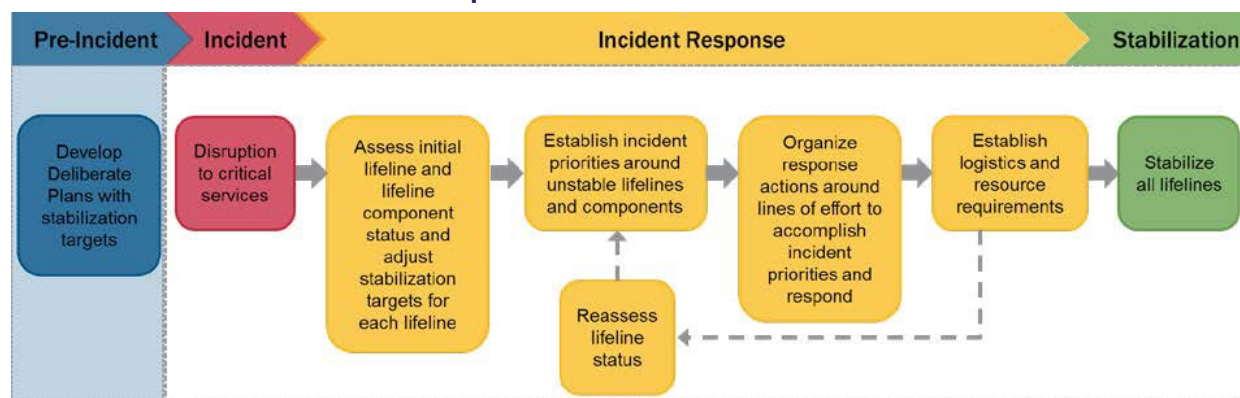 Pre-Incident
Incident
Incident Response
Stabilization
Develop
Deliberate
Plans with
stabilization
targets
Disruption
to critical
services
Assess initial
lifeline and
lifeline
component
status and
adjust
stabilization
targets for
each lifeline
Establish incident
priorities around
unstable lifelines
and components
Organize
response
actions around
lines of effort to
accomplish
incident
priorities and
respond
Establish
logistics and
resource
requirements
Stabilize
all lifelines
Reassess
lifeline
status